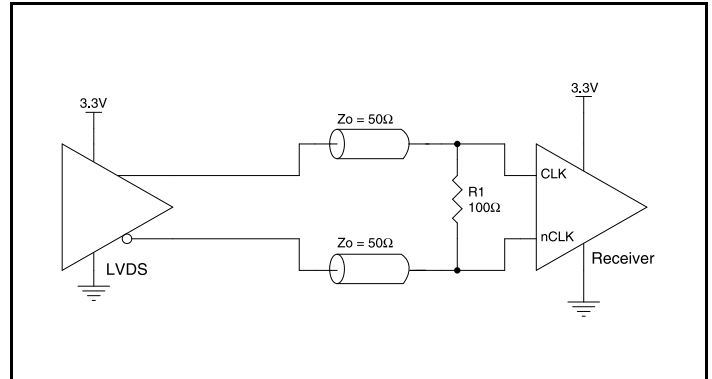 3.3V
3.3V
Zo = 50Ω
CLK
R1
100Ω
nCLK
Zo = 50Ω
LVDS
Receiver